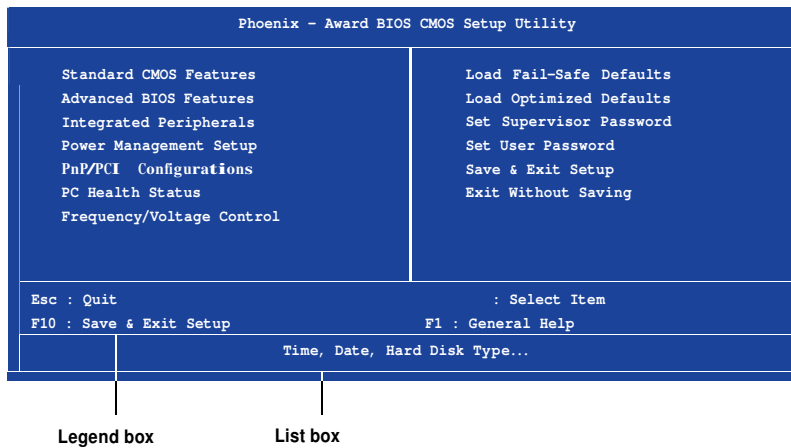 Phoenix - Award BIOS CMOS Setup Utility
Standard CMOS Features
Advanced BIOS Features
Integrated Peripherals
Power Management Setup
PnP/PCI Configurations
PC Health Status
Frequency/Voltage Control
Load Fail-Safe Defaults
Load Optimized Defaults
Set Supervisor Password
Set User Password
Save & Exit Setup
Exit Without Saving
Esc : Quit
: Select Item
F10 : Save & Exit Setup
F1 : General Help
Time, Date, Hard Disk Type...
Legend box
List box